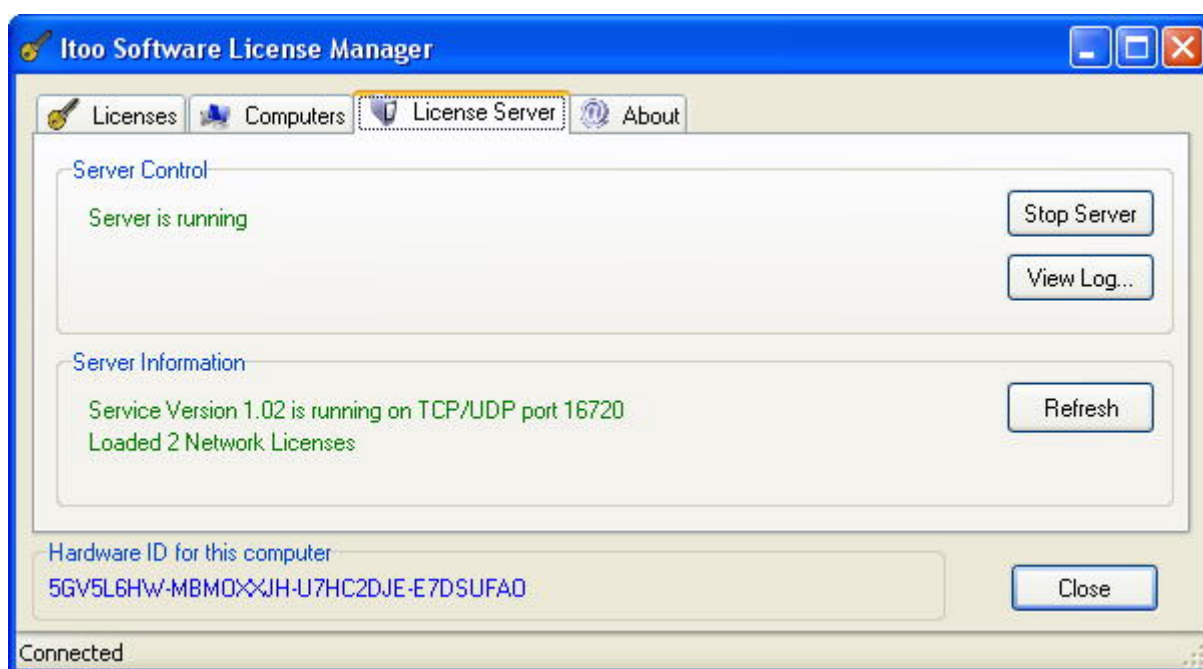 Itoo Software License Manager
Licenses Computers License Server About
Server Control
Server is running
Stop Server
View Log...
Server Information
Service Version 1.02 is running on TCP/UDP port 16720
Loaded 2 Network Licenses
Refresh
Hardware ID for this computer
5GV5L6HW-MBMOXXJH-U7HC2DJE-E7DSUFAO
Close
Connected